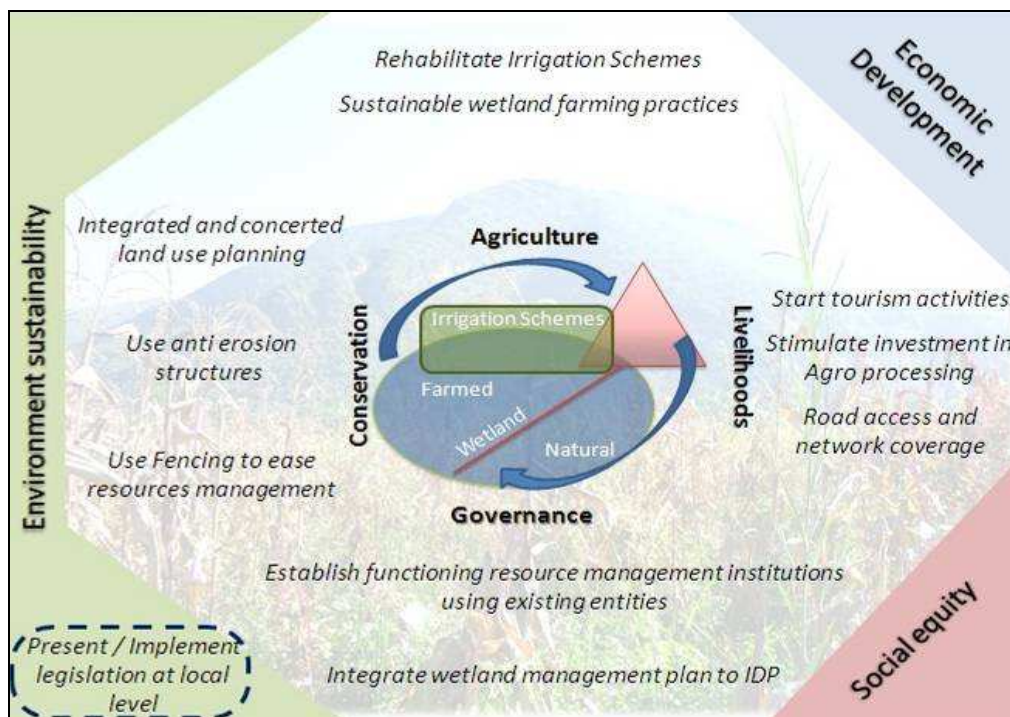 Rehabilitate Irrigation Schemes
Sustainable wetland farming practices
Economic
Development
Environment sustainability
Integrated and concerted
land use planning
Use anti erosion
structures
Use Fencing to ease
resources management
Agriculture
Conservation
Irrigation Schemes
Farmed
Wetland
Natural
Livelihoods
Governance
Start tourism activities
Stimulate investment in
Agro processing
Road access and
network coverage
Establish functioning resource management institutions
using existing entities
Present / Implement
legislation at local
level
Integrate wetland management plan to IDP
Social equity